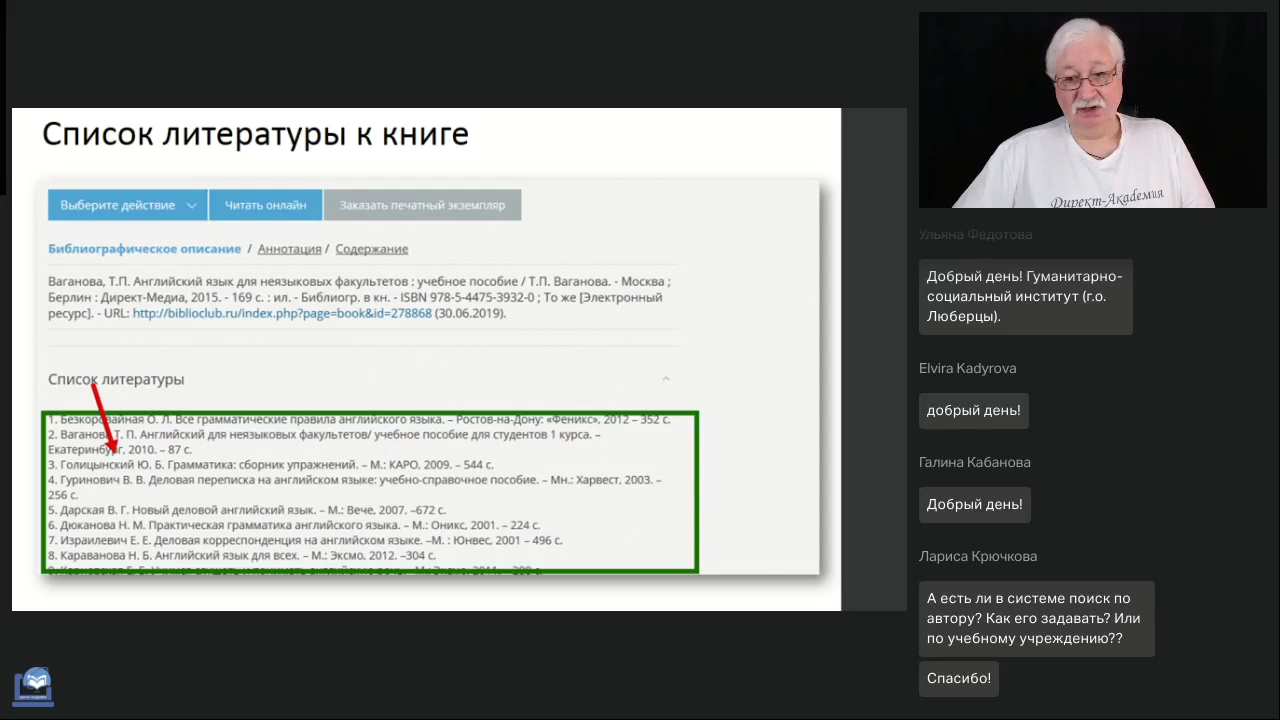 Список литературы к книге
Выберите действие
Читать онлайн
Заказать печатный экземпляр
Библиографическое описание / Аннотация / Содержание
Ваганова, Т.П. Английский язык для неязыковых факультетов : учебное пособие / Т.П. Ваганова. - Москва ;
Берлин : Директ-Медиа, 2015. - 169 с. : ил. - Библиогр. в кн. - ISBN 978-5-4475-3932-0 ; То же [Электронный
ресурс]. - URL: http://biblioclub.ru/index.php?page=book&id=278868 (30.06.2019).
Список литературы
1. Безкоровайная О. Л. Все грамматические правила английского языка. – Ростов-на-Дону: «Феникс», 2012 – 352 с.
2. Ваганова Т. П. Английский для неязыковых факультетов/ учебное пособие для студентов 1 курса. –
Екатеринбург, 2010. – 87 с.
3. Голицынский Ю. Б. Грамматика: сборник упражнений. – М.: КАРО, 2009. – 544 с.
4. Гуринович В. В. Деловая переписка на английском языке: учебно-справочное пособие. – Мн.: Харвест, 2003. –
256 с.
5. Дарская В. Г. Новый деловой английский язык. – М.: Вече, 2007. –672 с.
6. Дюканова Н. М. Практическая грамматика английского языка. – М.: Оникс, 2001. – 224 с.
7. Израилевич Е. Е. Деловая корреспонденция на английском языке. –М. : Юнвес, 2001 – 496 с.
8. Караванова Н. Б. Английский язык для всех. – М.: Эксмо. 2012. –304 с.
Директ-Академия
Ульяна Федотова
Добрый день! Гуманитарно-
социальный институт (г.о.
Люберцы).
Elvira Kadyrova
добрый день!
Галина Кабанова
Добрый день!
Лариса Крючкова
А есть ли в системе поиск по
автору? Как его задавать? Или
по учебному учреждению??
Спасибо!